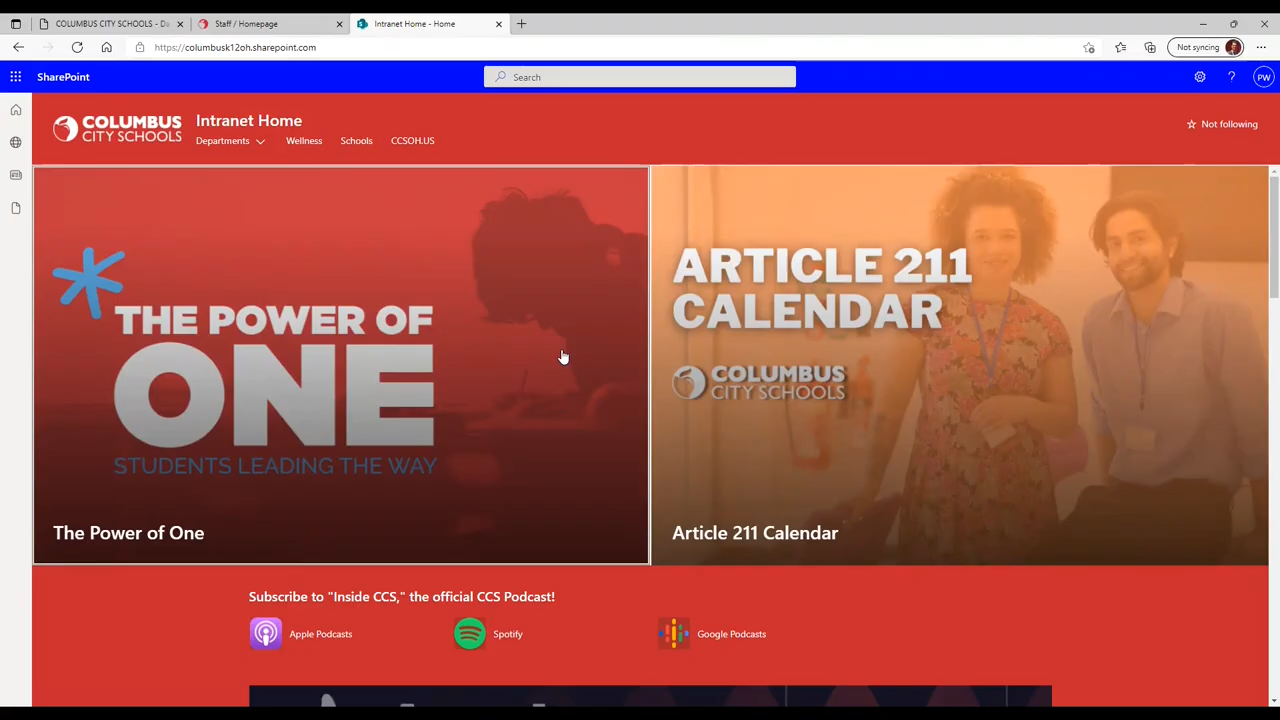 COLUMBUS CITY SCHOOLS - Da
Staff / Homepage
Intranet Home - Home
https://columbusk12oh.sharepoint.com
Not syncing
SharePoint
Search
PW
COLUMBUS
CITY SCHOOLS
Intranet Home
Departments
Wellness
Schools
CCSOH.US
Not following
THE POWER OF
ONE
STUDENTS LEADING THE WAY
The Power of One
ARTICLE 211
CALENDAR
COLUMBUS
CITY SCHOOLS
Article 211 Calendar
Subscribe to "Inside CCS," the official CCS Podcast!
Apple Podcasts
Spotify
Google Podcasts